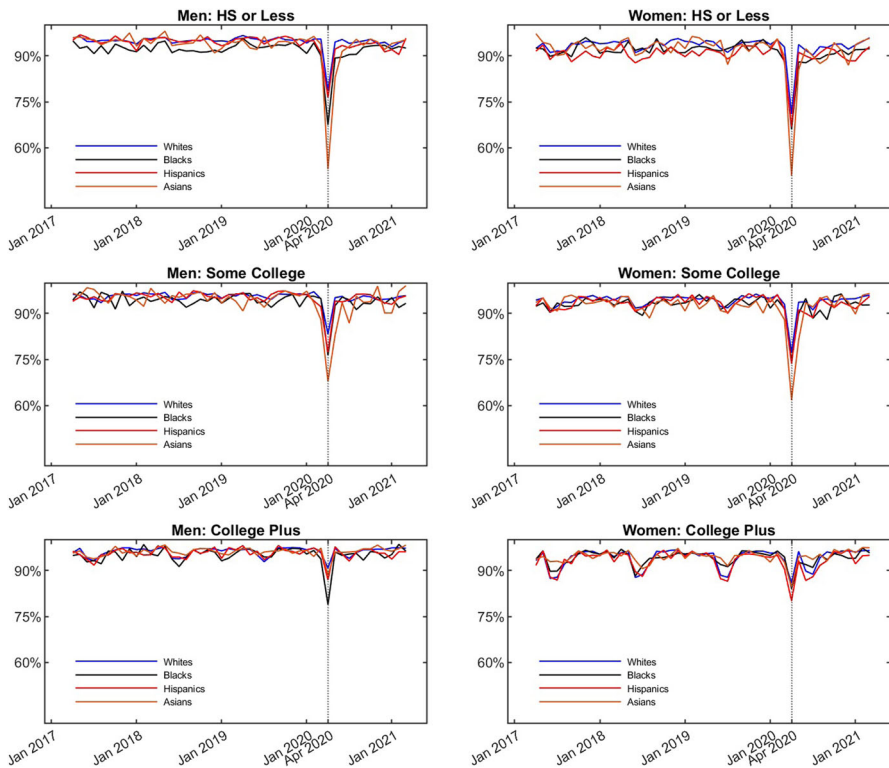 Men: HS or Less
90%
75%
60%
Whites
Blacks
Hispanics
Asians
Jan 2017
Jan 2018
Jan 2019
Jan 2020
Apr 2020
Jan 2021
Women: HS or Less
90%
75%
60%
Whites
Blacks
Hispanics
Asians
Jan 2017
Jan 2018
Jan 2019
Jan 2020
Apr 2020
Jan 2021
Men: Some College
90%
75%
60%
Whites
Blacks
Hispanics
Asians
Jan 2017
Jan 2018
Jan 2019
Jan 2020
Apr 2020
Jan 2021
Women: Some College
90%
75%
60%
Whites
Blacks
Hispanics
Asians
Jan 2017
Jan 2018
Jan 2019
Jan 2020
Apr 2020
Jan 2021
Men: College Plus
90%
75%
60%
Whites
Blacks
Hispanics
Asians
Jan 2017
Jan 2018
Jan 2019
Jan 2020
Apr 2020
Jan 2021
Women: College Plus
90%
75%
60%
Whites
Blacks
Hispanics
Asians
Jan 2017
Jan 2018
Jan 2019
Jan 2020
Apr 2020
Jan 2021